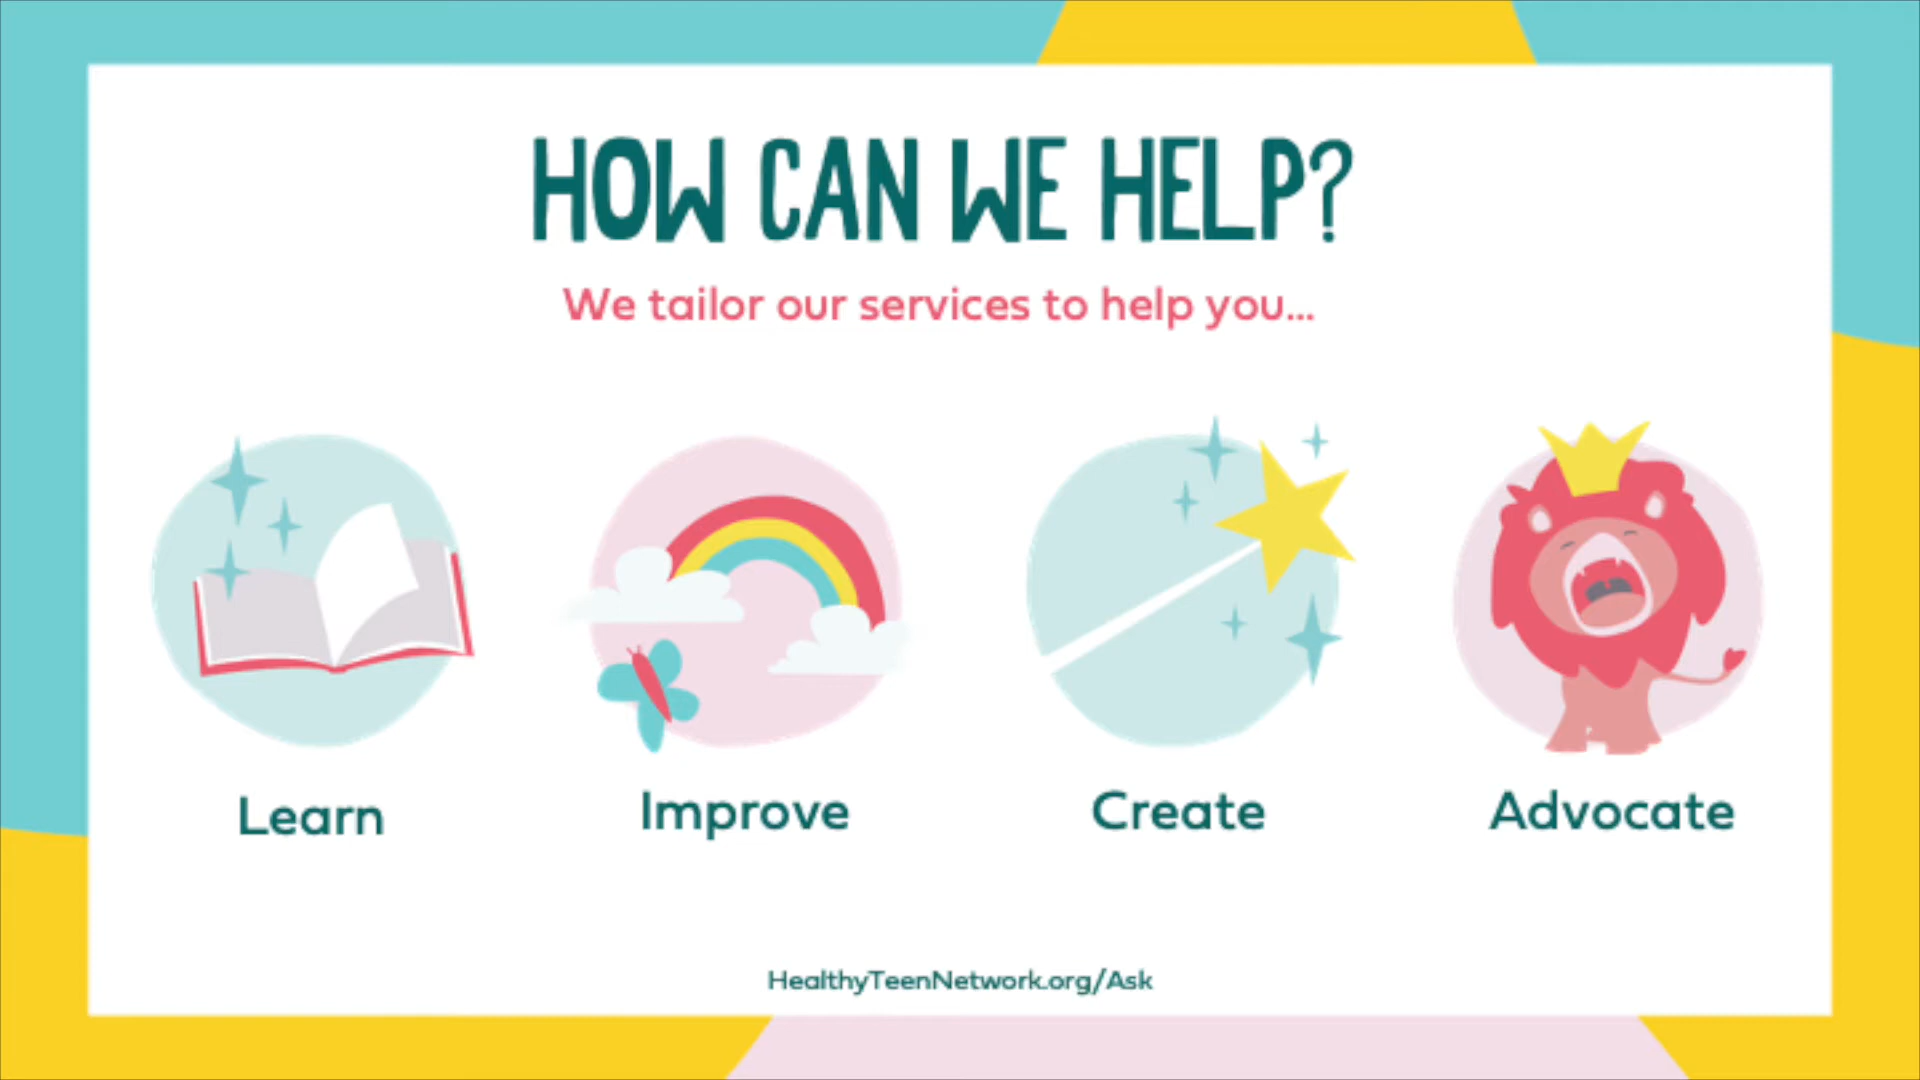 HOW CAN WE HELP?
We tailor our services to help you...
Learn
Improve
Create
Advocate
HealthyTeenNetwork.org/Ask